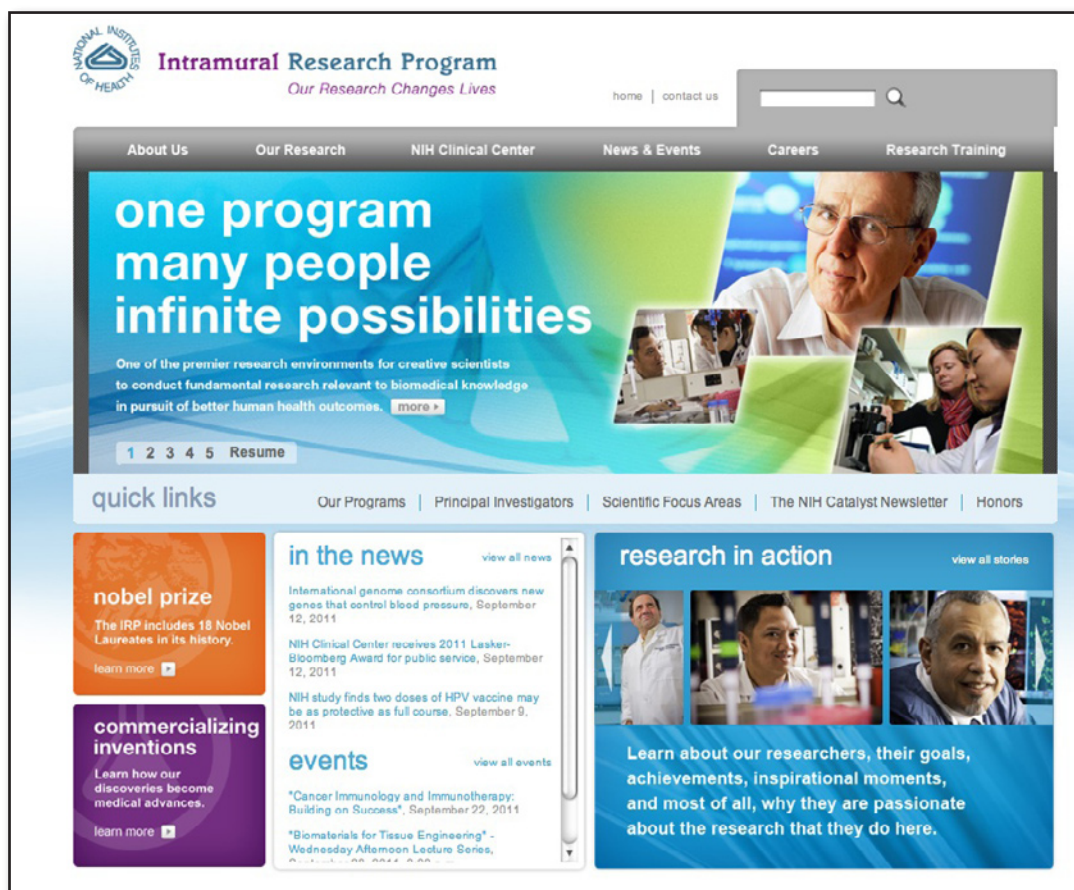 NATIONAL INSTITUTES
OF HEALTH
Intramural Research Program
Our Research Changes Lives
home | contact us
About Us Our Research NIH Clinical Center News & Events Careers Research Training
one program
many people
infinite possibilities
One of the premier research environments for creative scientists
to conduct fundamental research relevant to biomedical knowledge
in pursuit of better human health outcomes. more
1 2 3 4 5 Resume
quick links
Our Programs | Principal Investigators | Scientific Focus Areas | The NIH Catalyst Newsletter | Honors
nobel prize
The IRP includes 18 Nobel
Laureates in its history.
learn more
commercializing
inventions
Learn how our
discoveries become
medical advances.
learn more
in the news
view all news
International genome consortium discovers new
genes that control blood pressure, September
12, 2011
NIH Clinical Center receives 2011 Lasker-
Bloomberg Award for public service, September
12, 2011
NIH study finds two doses of HPV vaccine may
be as protective as full course, September 9,
2011
events
view all events
"Cancer Immunology and Immunotherapy:
Building on Success", September 22, 2011
"Biomaterials for Tissue Engineering" -
Wednesday Afternoon Lecture Series,
research in action
view all stories
Learn about our researchers, their goals,
achievements, inspirational moments,
and most of all, why they are passionate
about the research that they do here.